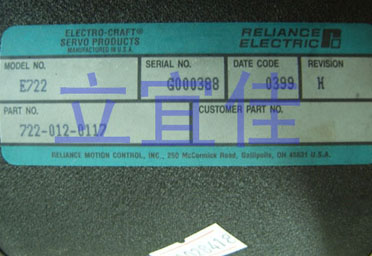 ELECTRO-CRAFT®
SERVO PRODUCTS
MANUFACTURED IN U.S.A.
RELIANCE
ELECTRIC
MODEL NO. SERIAL NO. DATE CODE REVISION
E722 G000388 0399 H
PART NO. CUSTOMER PART NO.
722-012-0117
RELIANCE MOTION CONTROL, INC., 250 McCormick Road, Gallipolis, OH 45631 U.S.A.
立宜佳